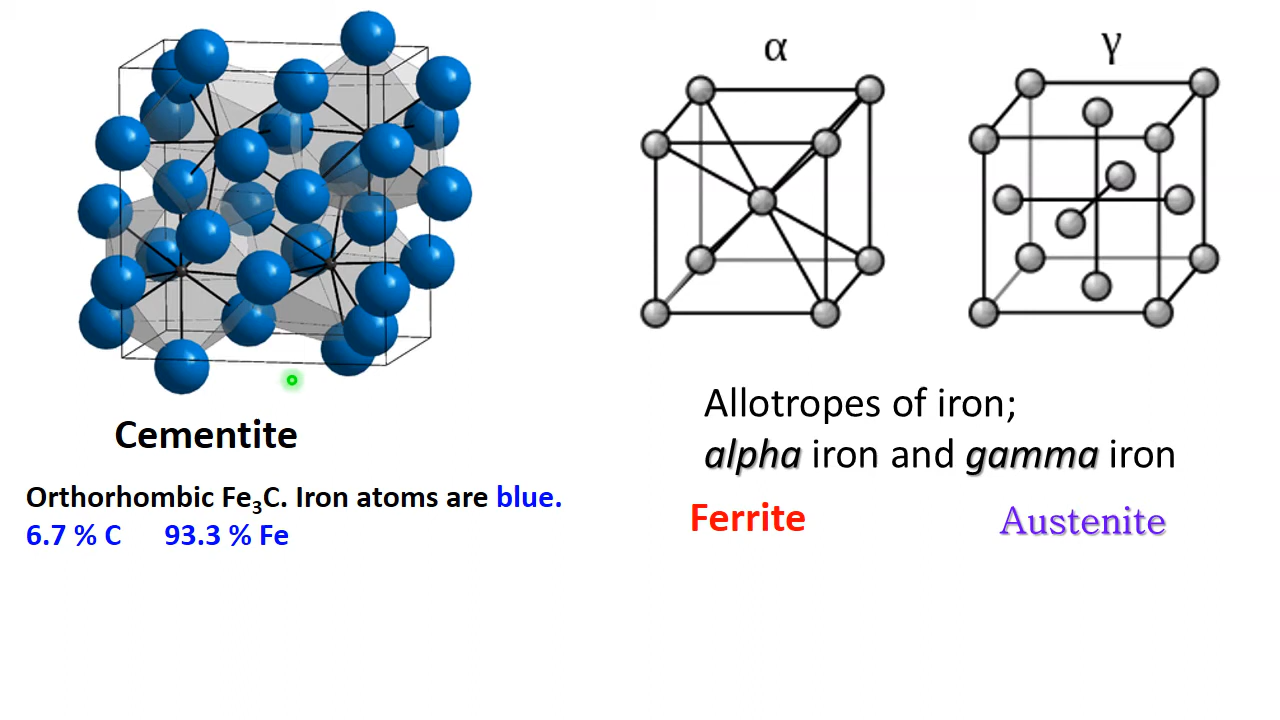 α
γ
Cementite
Orthorhombic Fe₃C. Iron atoms are blue.
6.7 % C 93.3 % Fe
Allotropes of iron;
alpha iron and gamma iron
Ferrite
Austenite